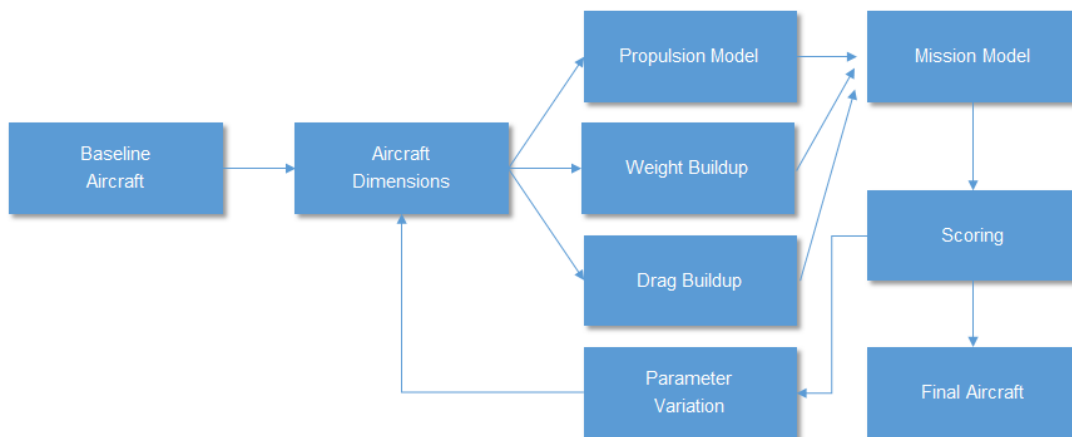 Propulsion Model
Mission Model
Baseline
Aircraft
Aircraft
Dimensions
Weight Buildup
Scoring
Drag Buildup
Parameter
Variation
Final Aircraft